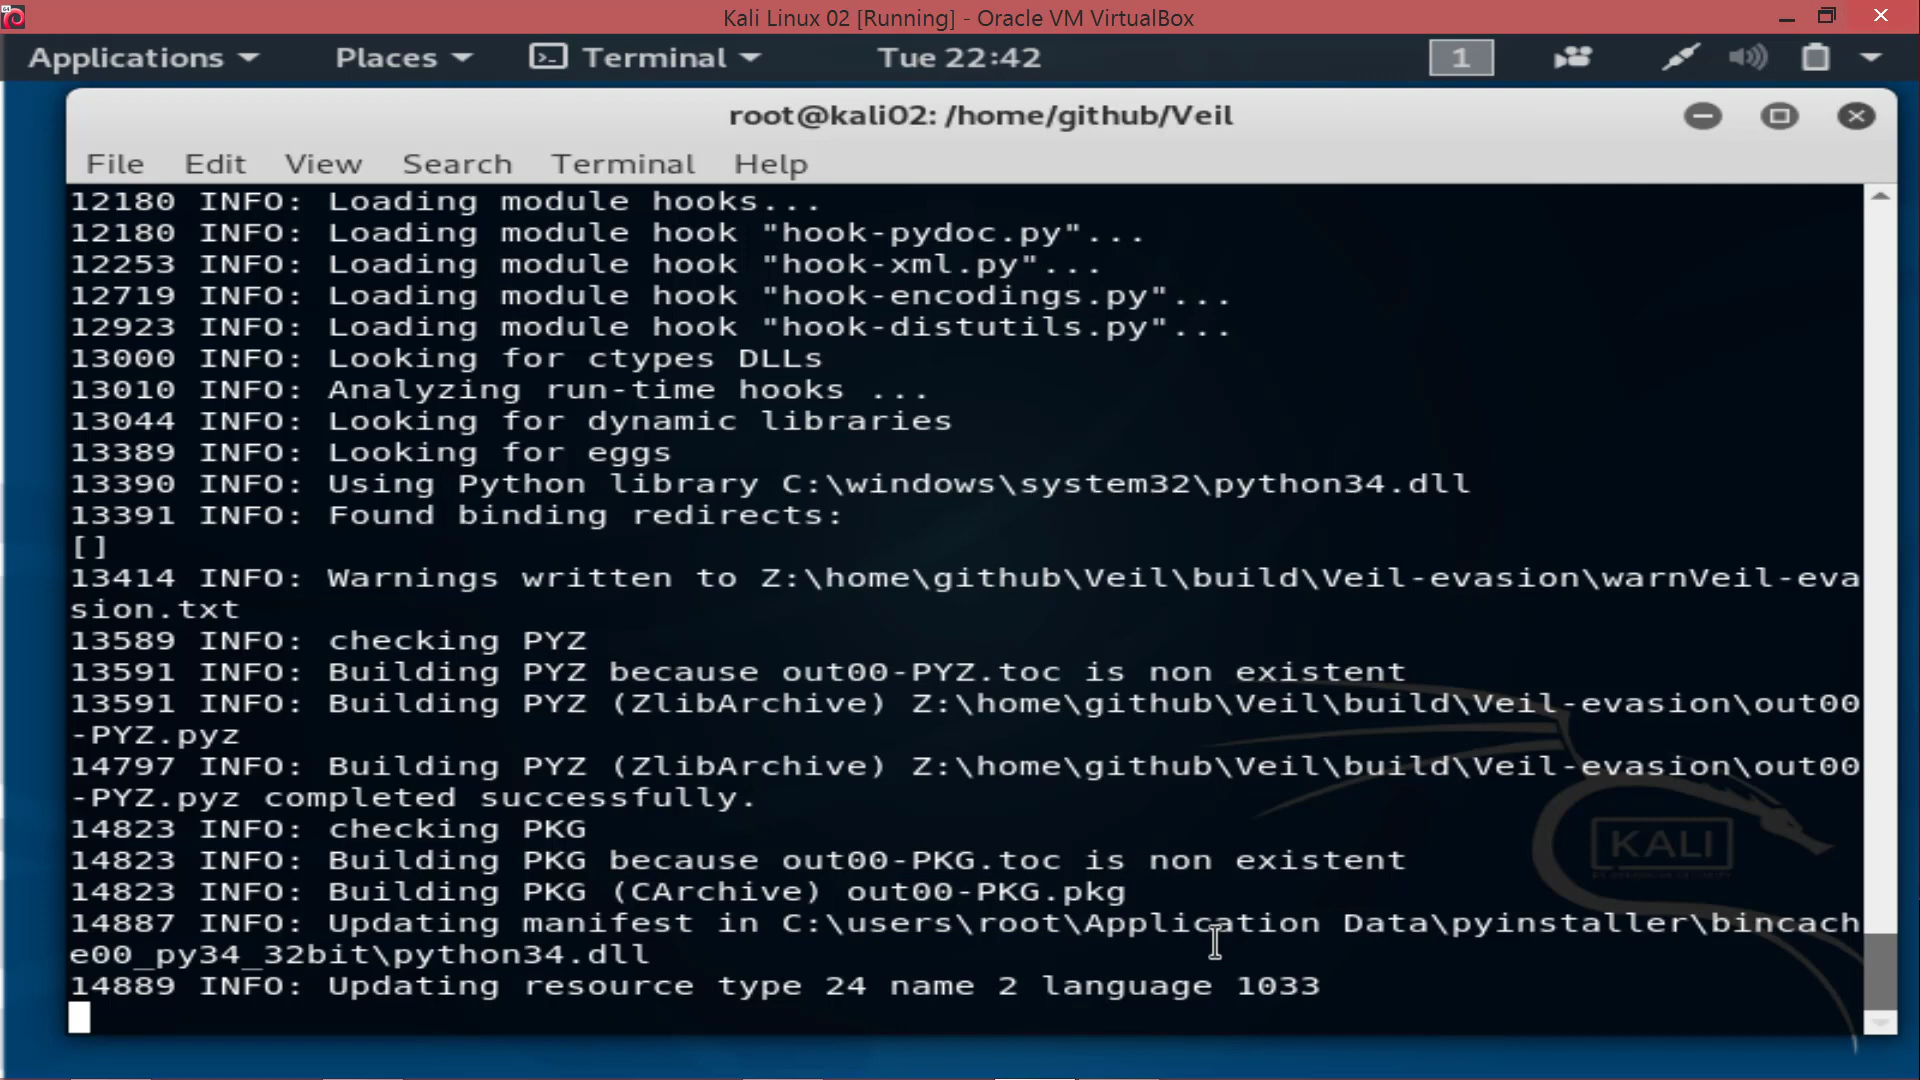 Kali Linux 02 [Running] - Oracle VM VirtualBox
Applications Places Terminal Tue 22:42 1
root@kali02: /home/github/Veil
File Edit View Search Terminal Help
12180 INFO: Loading module hooks...
12180 INFO: Loading module hook "hook-pydoc.py"...
12253 INFO: Loading module hook "hook-xml.py"...
12719 INFO: Loading module hook "hook-encodings.py"...
12923 INFO: Loading module hook "hook-distutils.py"...
13000 INFO: Looking for ctypes DLLs
13010 INFO: Analyzing run-time hooks ...
13044 INFO: Looking for dynamic libraries
13389 INFO: Looking for eggs
13390 INFO: Using Python library C:\windows\system32\python34.dll
13391 INFO: Found binding redirects:
[]
13414 INFO: Warnings written to Z:\home\github\Veil\build\Veil-evasion\warnVeil-eva
sion.txt
13589 INFO: checking PYZ
13591 INFO: Building PYZ because out00-PYZ.toc is non existent
13591 INFO: Building PYZ (ZlibArchive) Z:\home\github\Veil\build\Veil-evasion\out00
-PYZ.pyz
14797 INFO: Building PYZ (ZlibArchive) Z:\home\github\Veil\build\Veil-evasion\out00
-PYZ.pyz completed successfully.
14823 INFO: checking PKG
14823 INFO: Building PKG because out00-PKG.toc is non existent
14823 INFO: Building PKG (CArchive) out00-PKG.pkg
14887 INFO: Updating manifest in C:\users\root\Application Data\pyinstaller\bincach
e00_py34_32bit\python34.dll
14889 INFO: Updating resource type 24 name 2 language 1033
KALI